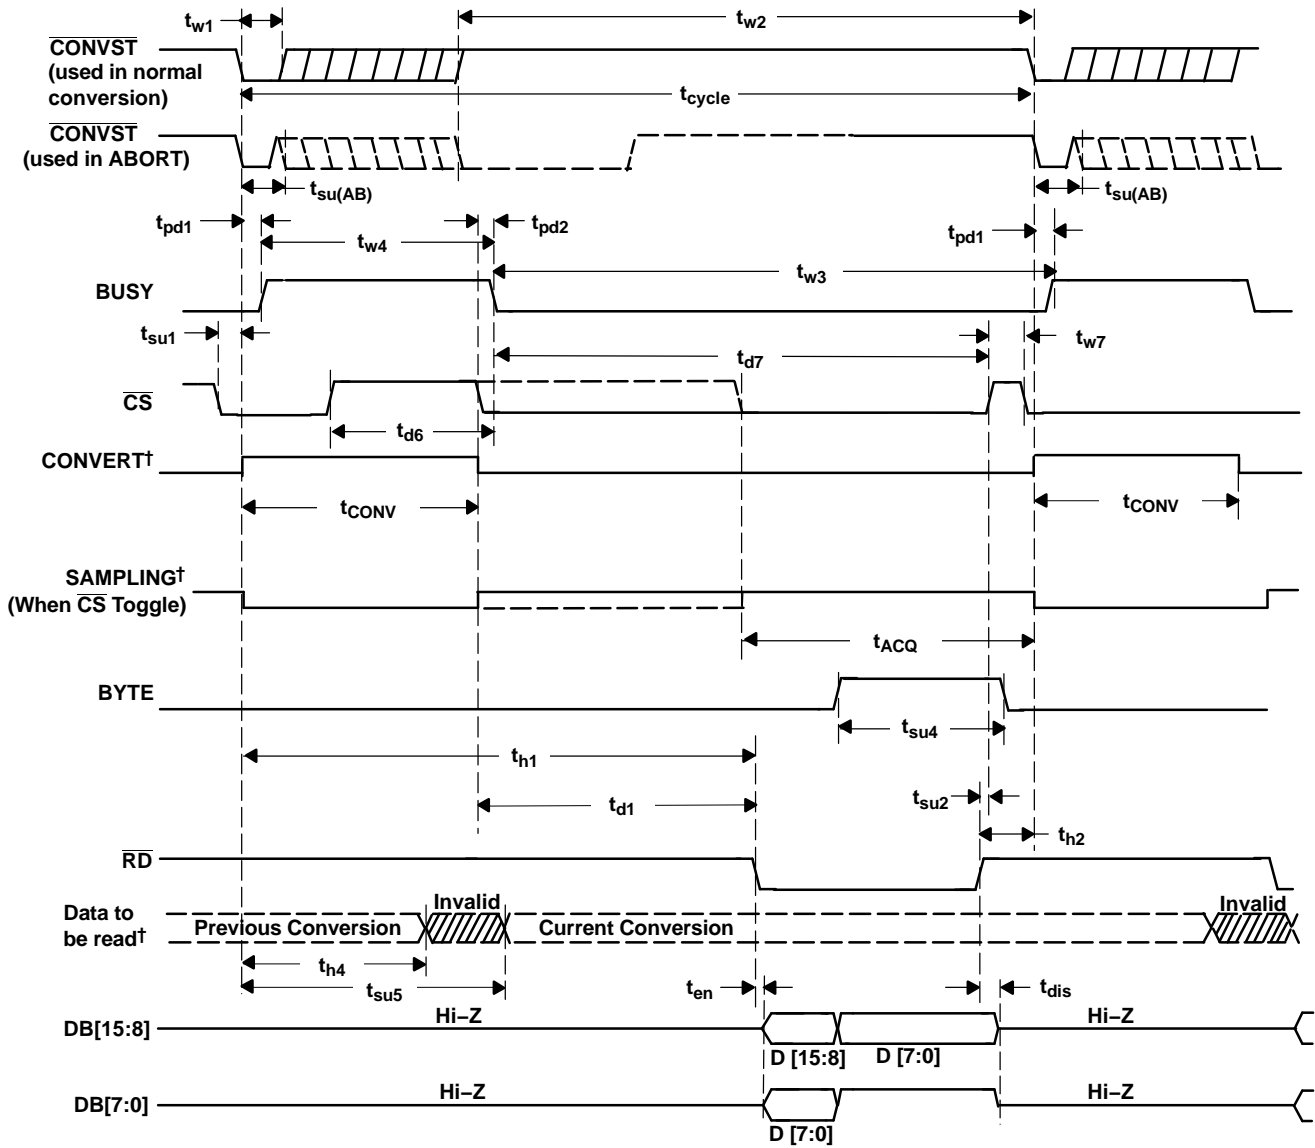 tw1
tw2
CONVST
(used in normal
conversion)
tcycle
CONVST
(used in ABORT)
tsu(AB)
tsu(AB)
tpd1
tw4
tpd2
tpd1
tw3
BUSY
tsu1
tw7
td7
CS
td6
CONVERT†
tCONV
tCONV
SAMPLING†
(When CS Toggle)
tACQ
BYTE
tsu4
th1
td1
tsu2
th2
RD
Data to
be read†
Previous Conversion
Invalid
Current Conversion
Invalid
th4
tsu5
ten
tdis
DB[15:8]
Hi–Z
D [15:8]
D [7:0]
Hi–Z
DB[7:0]
Hi–Z
D [7:0]
Hi–Z